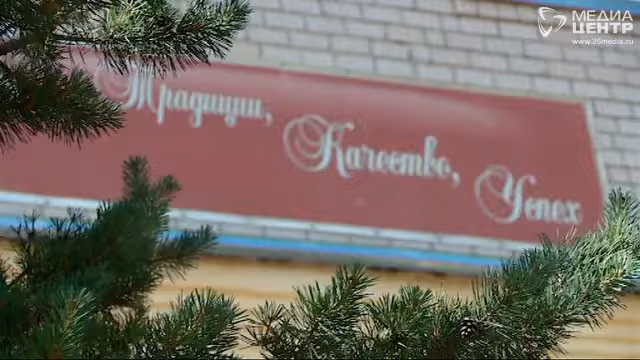 МЕДИА
ЦЕНТР
www.35media.ru
Традиции,
Качество,
Успех